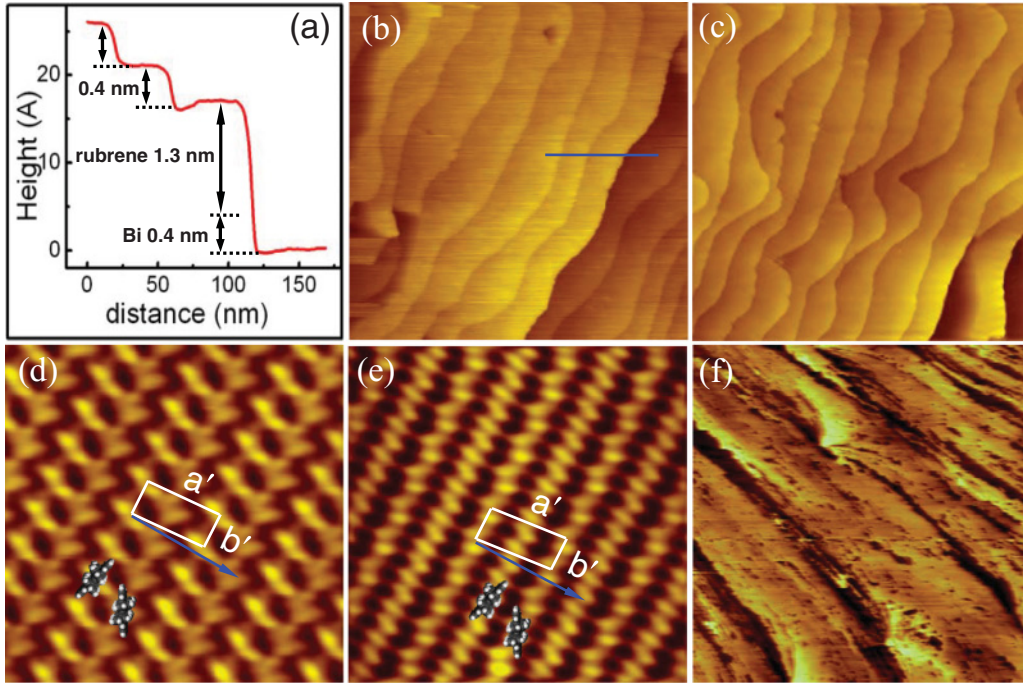 (a)
20
10
0
Height (A)
0.4 nm
rubrene 1.3 nm
Bi 0.4 nm
0
50
100
150
distance (nm)
(b)
(c)
(d)
a′
b′
(e)
a′
b′
(f)